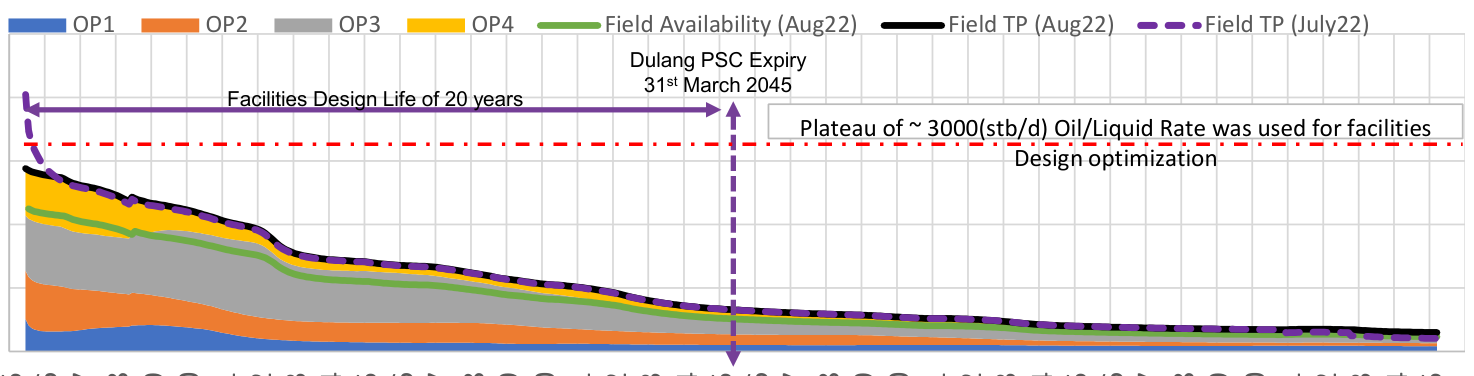 OP1 OP2 OP3 OP4 Field Availability (Aug22) Field TP (Aug22) Field TP (July22)
Dulang PSC Expiry
31st March 2045
Facilities Design Life of 20 years
Plateau of ~ 3000(stb/d) Oil/Liquid Rate was used for facilities
Design optimization